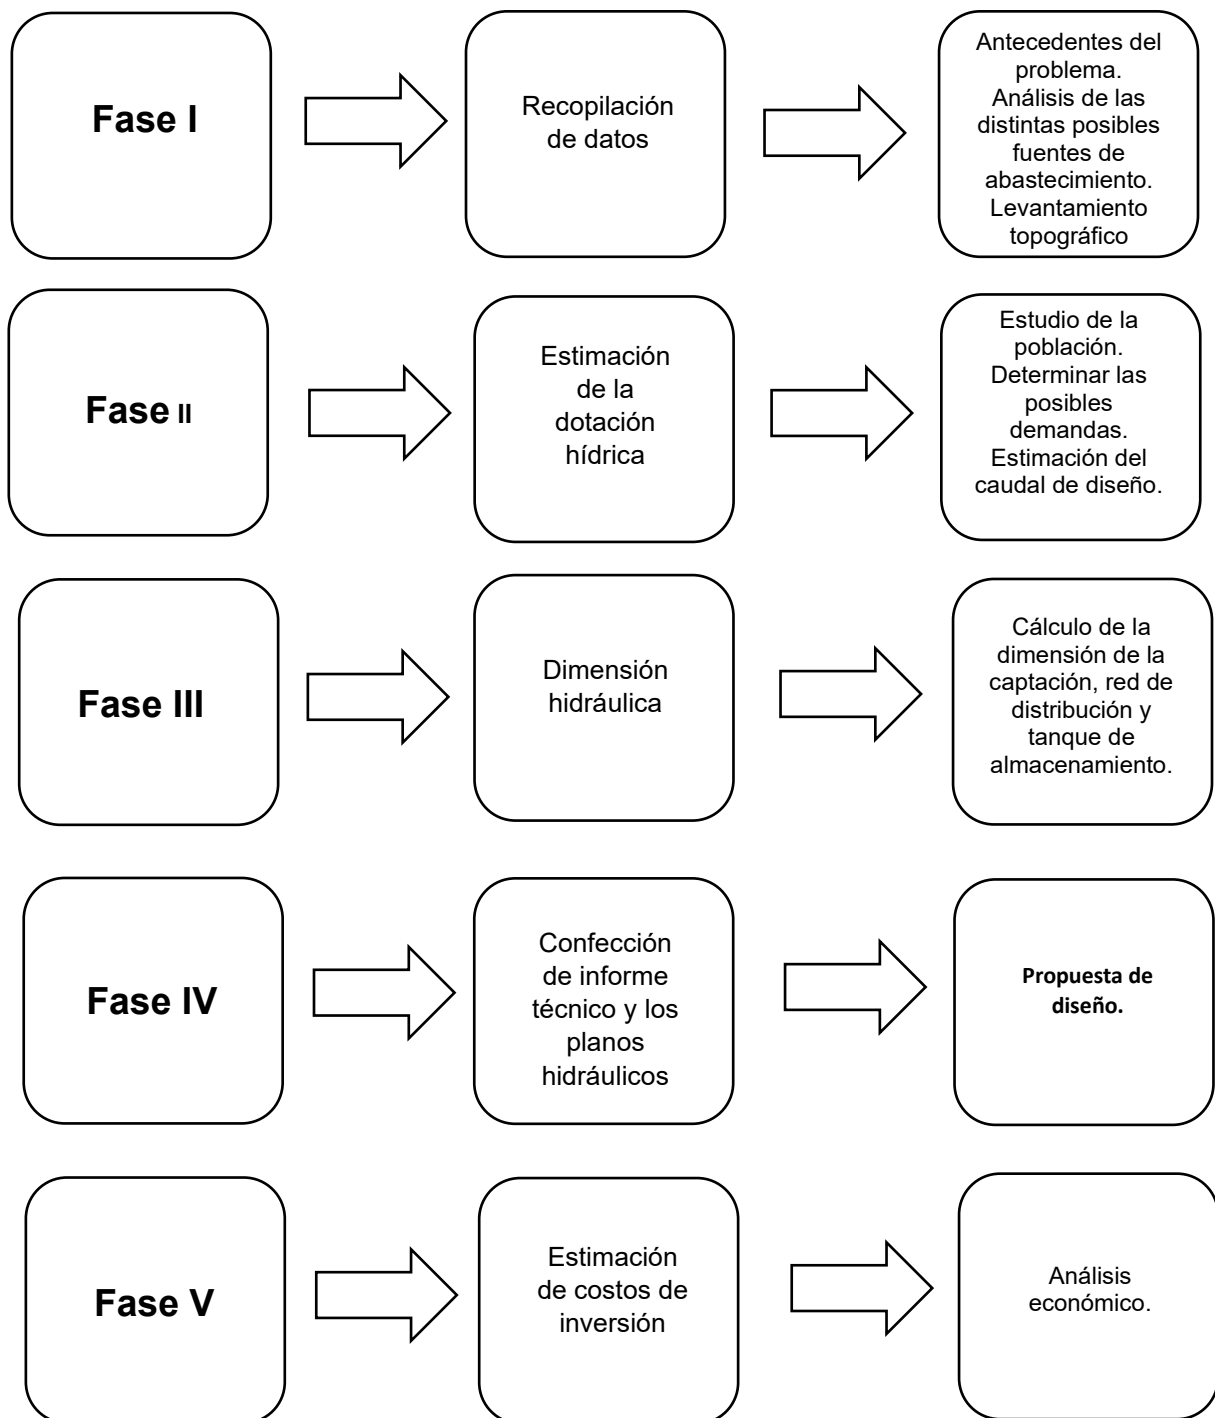 Fase I
Recopilación
de datos
Antecedentes del
problema.
Análisis de las
distintas posibles
fuentes de
abastecimiento.
Levantamiento
topográfico
Fase II
Estimación
de la
dotación
hídrica
Estudio de la
población.
Determinar las
posibles
demandas.
Estimación del
caudal de diseño.
Fase III
Dimensión
hidráulica
Cálculo de la
dimensión de la
captación, red de
distribución y
tanque de
almacenamiento.
Fase IV
Confección
de informe
técnico y los
planos
hidráulicos
Propuesta de
diseño.
Fase V
Estimación
de costos de
inversión
Análisis
económico.